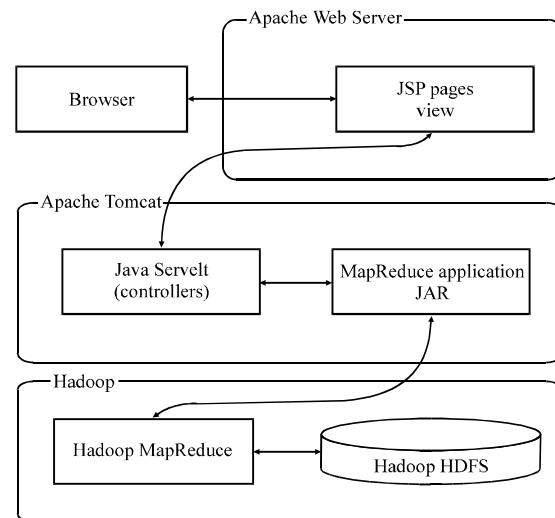 Apache Web Server
Browser
JSP pages
view
Apache Tomcat
Java Servelt
(controllers)
MapReduce application
JAR
Hadoop
Hadoop MapReduce
Hadoop HDFS